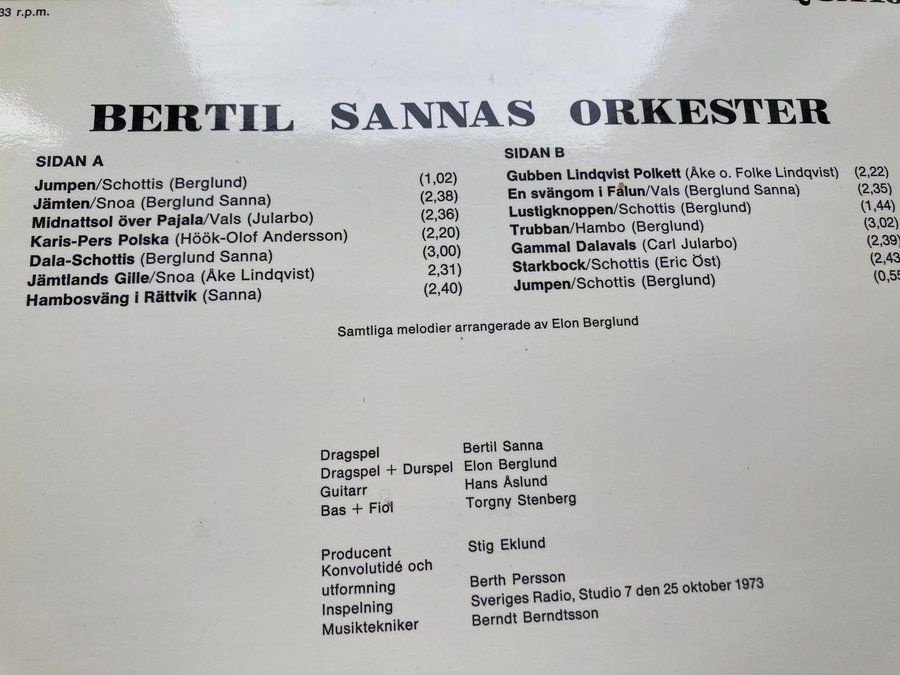 33 r.p.m.
BERTIL SANNAS ORKESTER
SIDAN A
Jumpen/Schottis (Berglund) (1,02)
Jämten/Snoa (Berglund Sanna) (2,38)
Midnattsol över Pajala/Vals (Jularbo) (2,36)
Karis-Pers Polska (Höök-Olof Andersson) (2,20)
Dala-Schottis (Berglund Sanna) (3,00)
Jämtlands Gille/Snoa (Åke Lindqvist) 2,31)
Hambosväng i Rättvik (Sanna) (2,40)
SIDAN B
Gubben Lindqvist Polkett (Åke o. Folke Lindqvist) (2,22)
En svängom i Falun/Vals (Berglund Sanna) (2,35)
Lustigknoppen/Schottis (Berglund) (1,44)
Trubban/Hambo (Berglund) (3,02)
Gammal Dalavals (Carl Jularbo) (2,39)
Starkbock/Schottis (Eric Öst) (2,43
Jumpen/Schottis (Berglund) (0,55
Samtliga melodier arrangerade av Elon Berglund
Dragspel Bertil Sanna
Dragspel + Durspel Elon Berglund
Guitarr Hans Åslund
Bas + Fiol Torgny Stenberg
Producent Stig Eklund
Konvolutidé och
utformning Berth Persson
Inspelning Sveriges Radio, Studio 7 den 25 oktober 1973
Musiktekniker Berndt Berndtsson